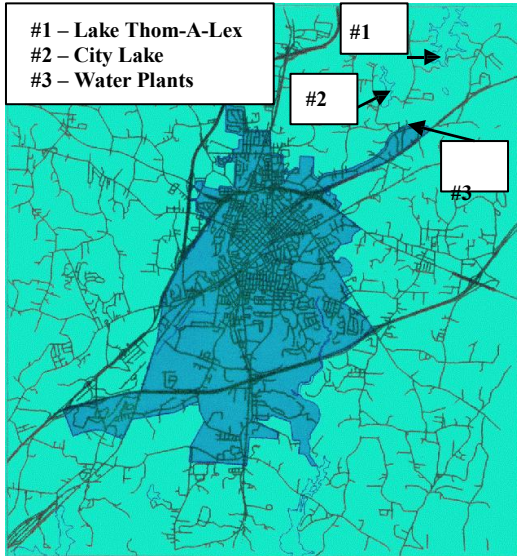 #1 – Lake Thom-A-Lex
#2 – City Lake
#3 – Water Plants
#1
#2
#3